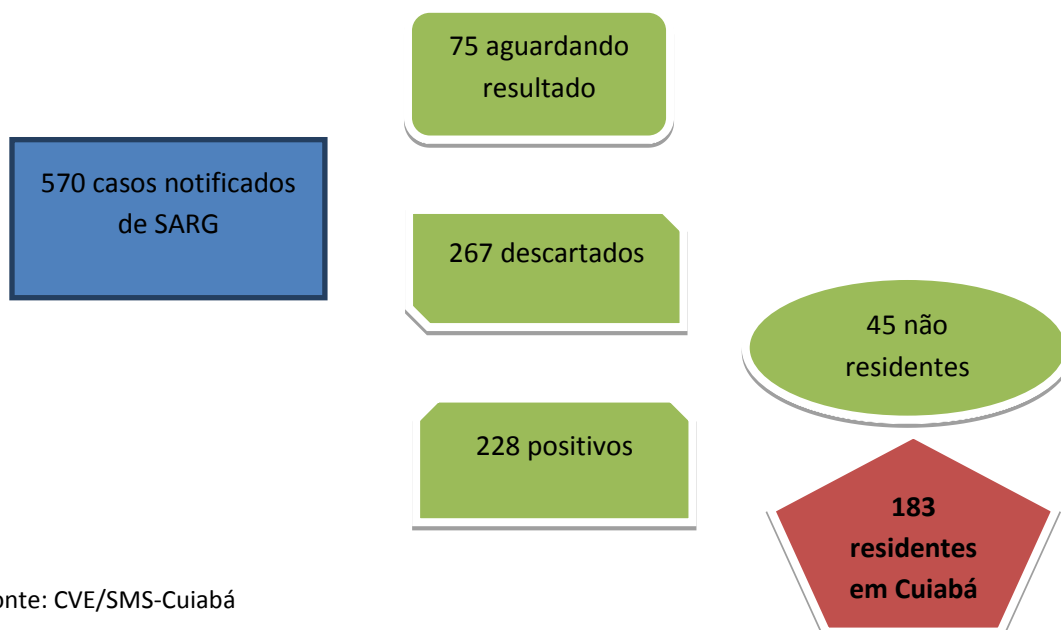 75 aguardando
resultado
570 casos notificados
de SARG
267 descartados
45 não
residentes
228 positivos
183
residentes
em Cuiabá
onte: CVE/SMS-Cuiabá